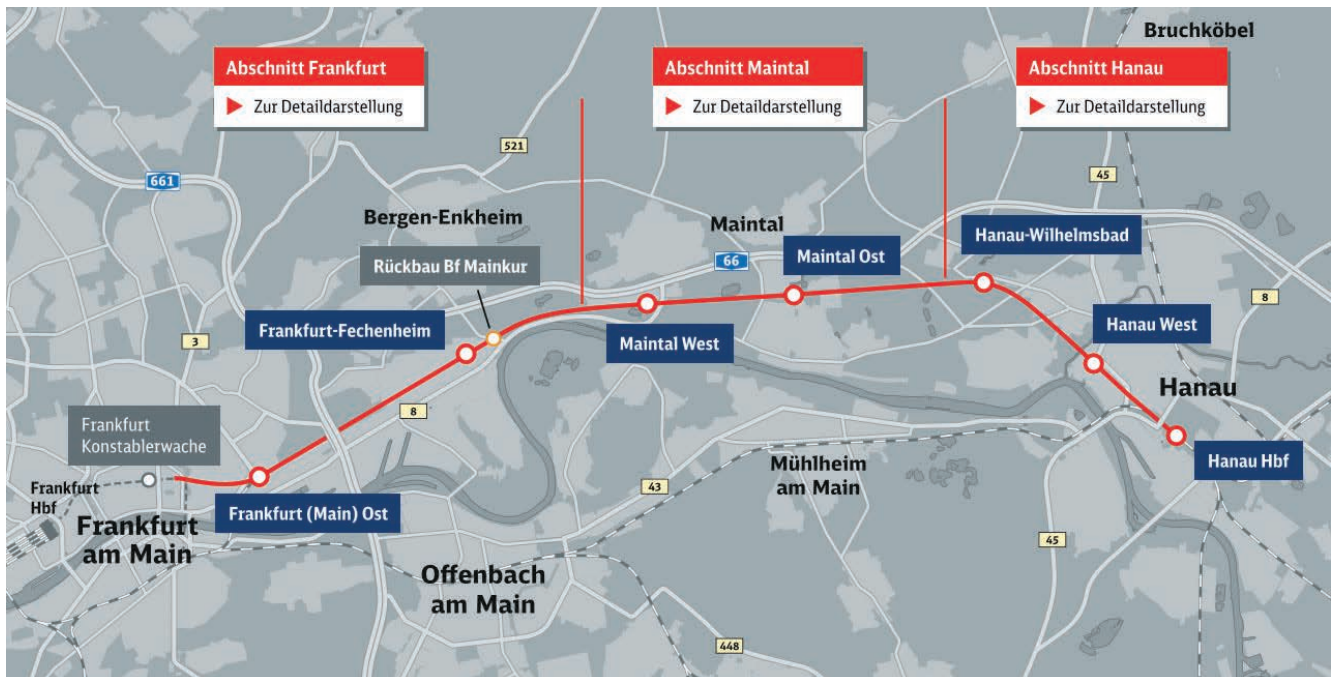 Bruchköbel
Abschnitt Frankfurt
Zur Detaildarstellung
Abschnitt Maintal
Zur Detaildarstellung
Abschnitt Hanau
Zur Detaildarstellung
521
45
661
Bergen-Enkheim
Maintal
Hanau-Wilhelmsbad
Rückbau Bf Mainkur
66
Maintal Ost
8
Frankfurt-Fechenheim
3
Maintal West
Hanau West
Hanau
8
Frankfurt
Konstablerwache
Hanau Hbf
Frankfurt
Hbf
Frankfurt (Main) Ost
43
Mühlheim
am Main
Frankfurt
am Main
45
Offenbach
am Main
448